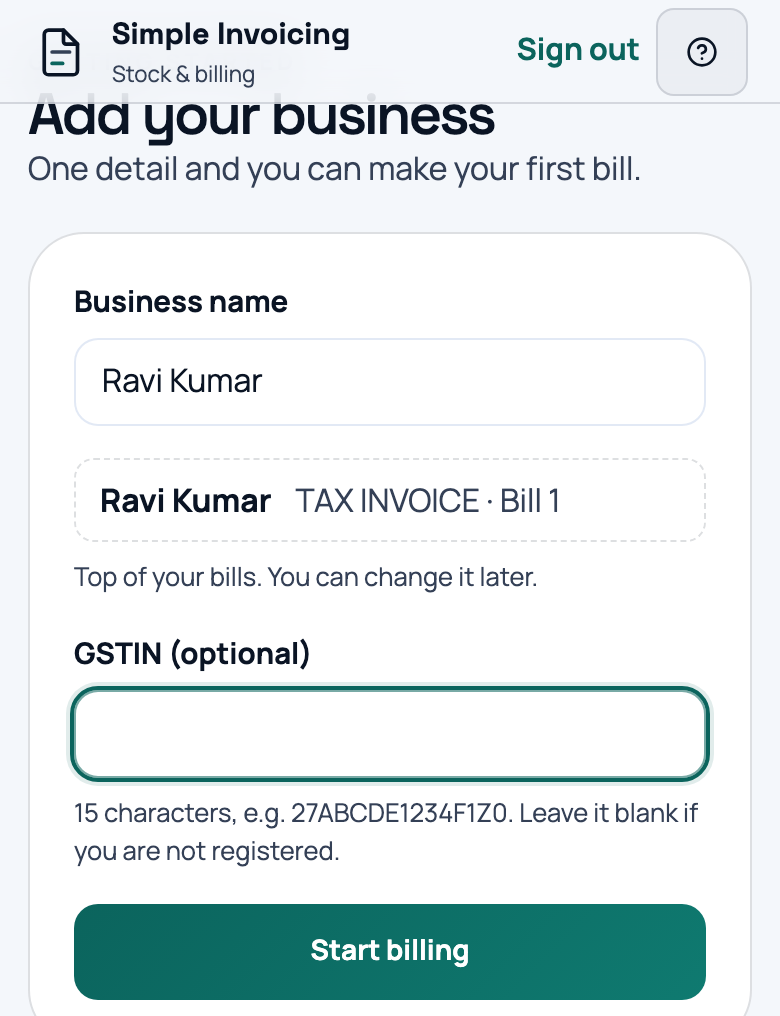 Simple Invoicing
Stock & billing
Sign out
Add your business
One detail and you can make your first bill.
Business name
Ravi Kumar
Ravi Kumar TAX INVOICE · Bill 1
Top of your bills. You can change it later.
GSTIN (optional)
15 characters, e.g. 27ABCDE1234F1Z0. Leave it blank if
you are not registered.
Start billing